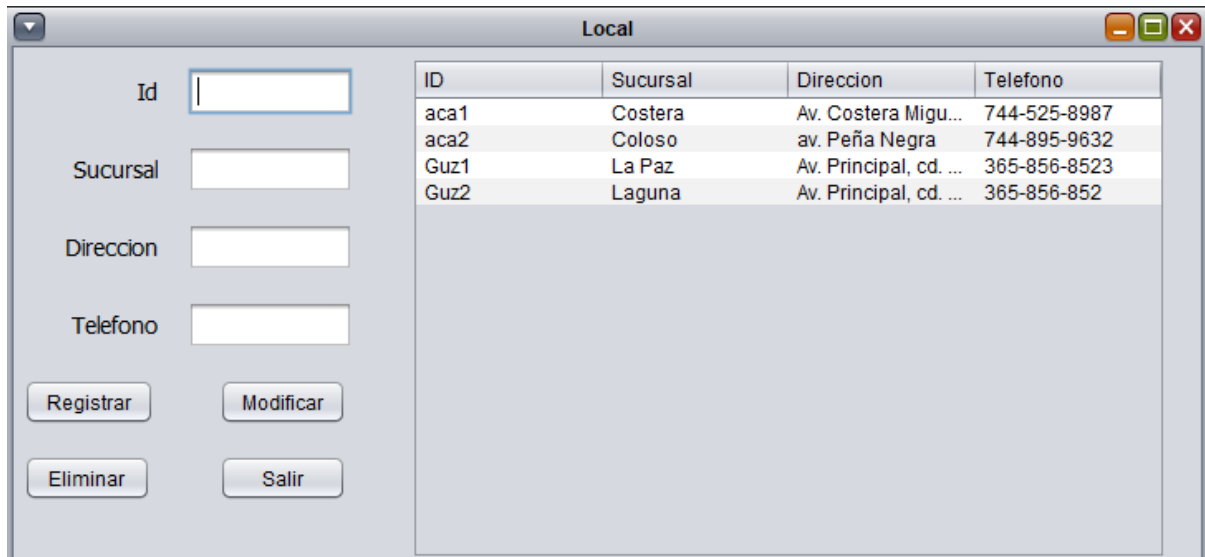 Local
Id
Sucursal
Direccion
Telefono
Registrar Modificar
Eliminar Salir
ID Sucursal Direccion Telefono
aca1 Costera Av. Costera Migu... 744-525-8987
aca2 Coloso av. Peña Negra 744-895-9632
Guz1 La Paz Av. Principal, cd. ... 365-856-8523
Guz2 Laguna Av. Principal, cd. ... 365-856-852